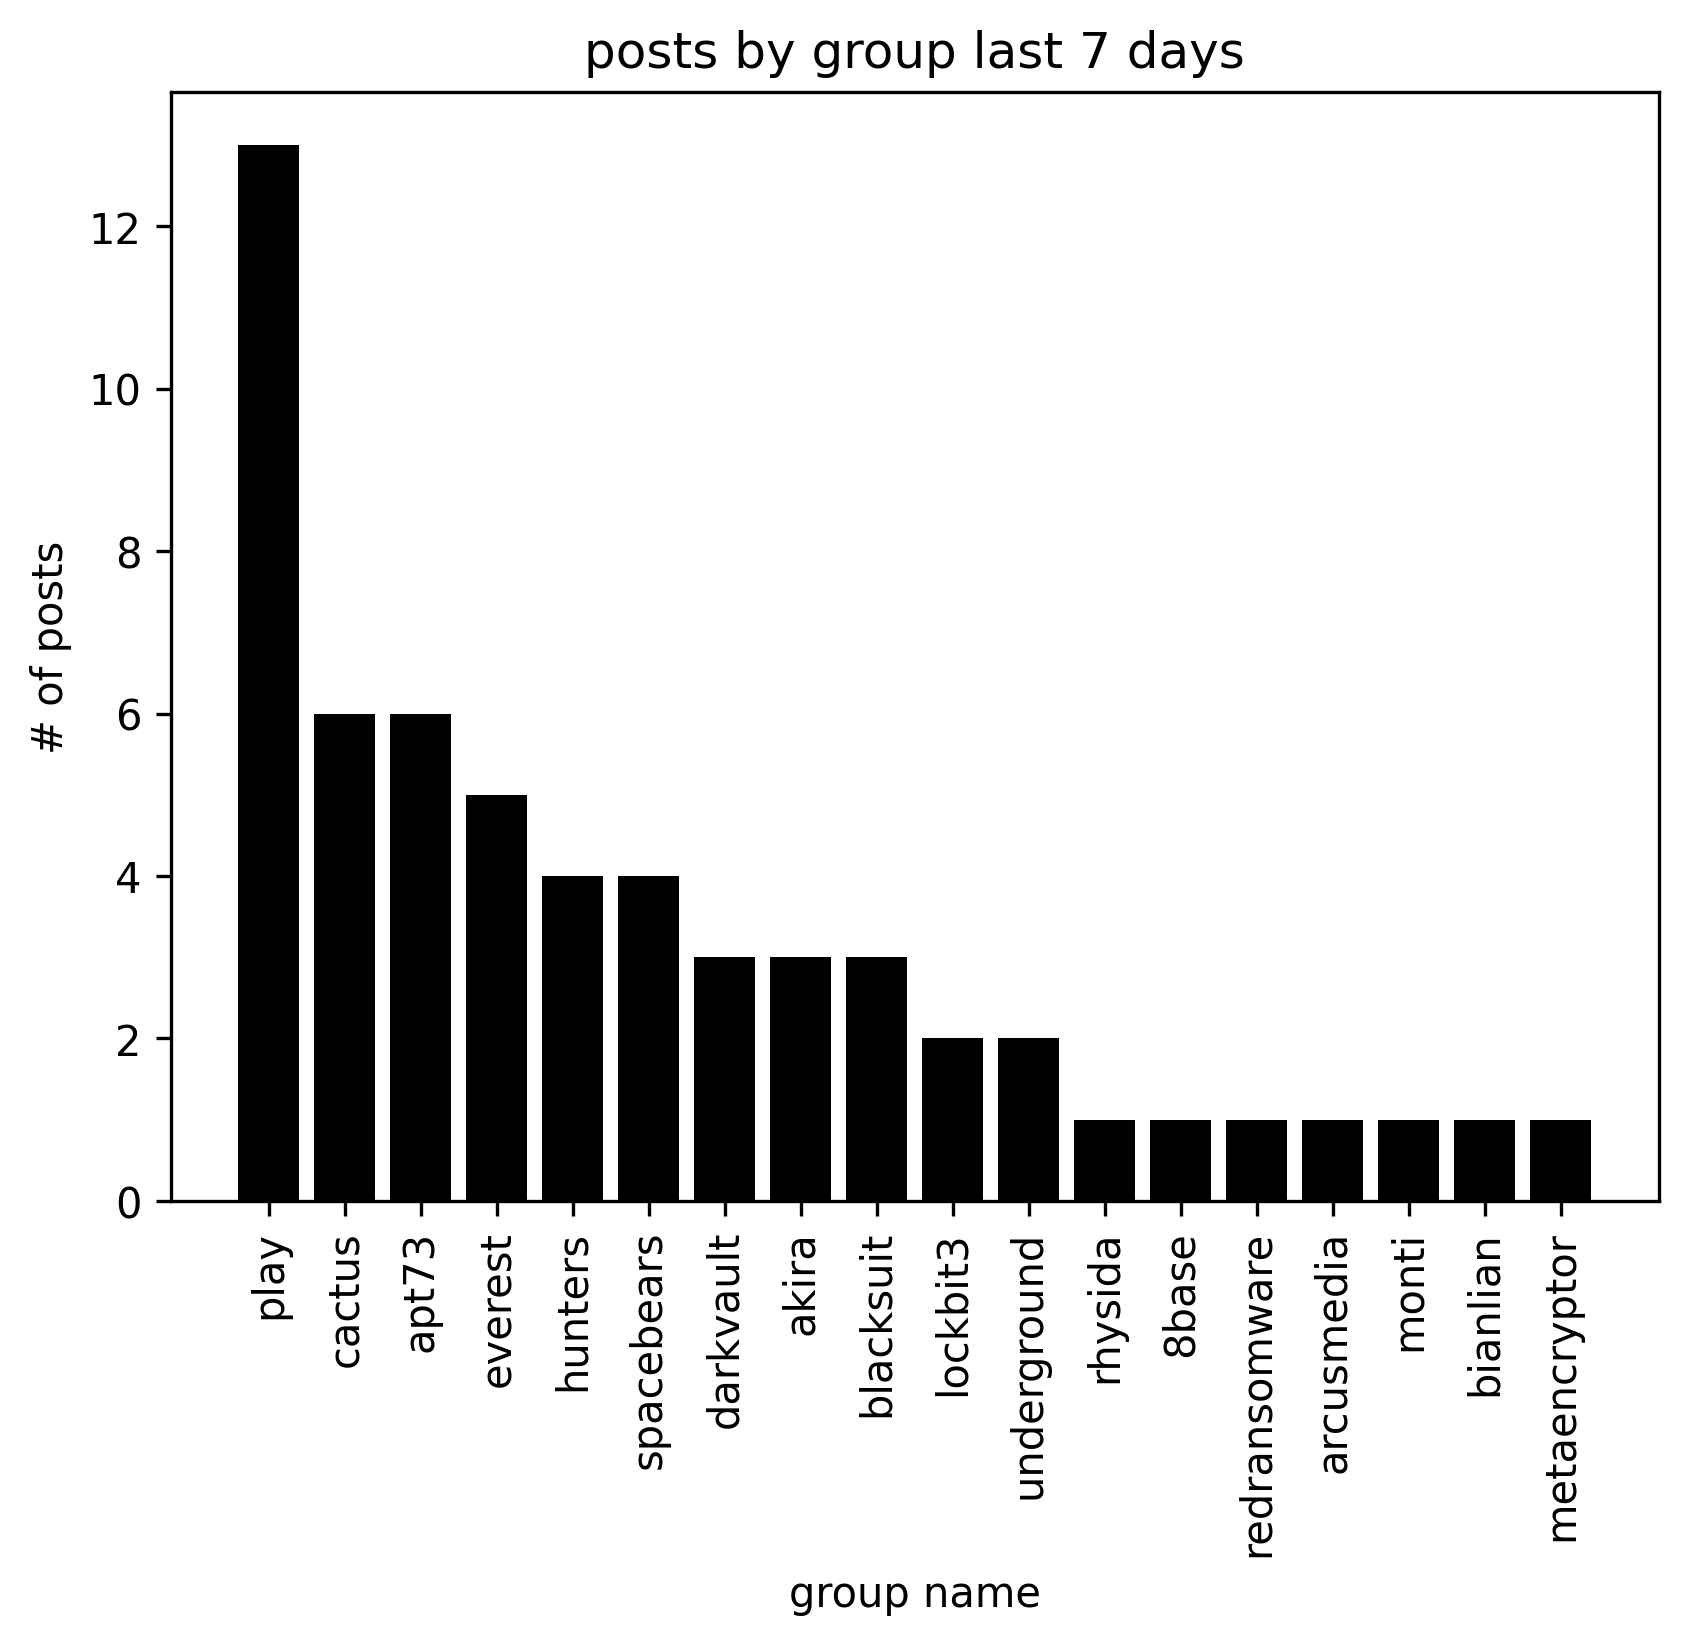 posts by group last 7 days
# of posts
12
10
8
6
4
2
0
play
cactus
apt73
everest
hunters
spacebears
darkvault
akira
blacksuit
lockbit3
underground
rhysida
8base
redransomware
arcusmedia
monti
bianlian
metaencryptor
group name